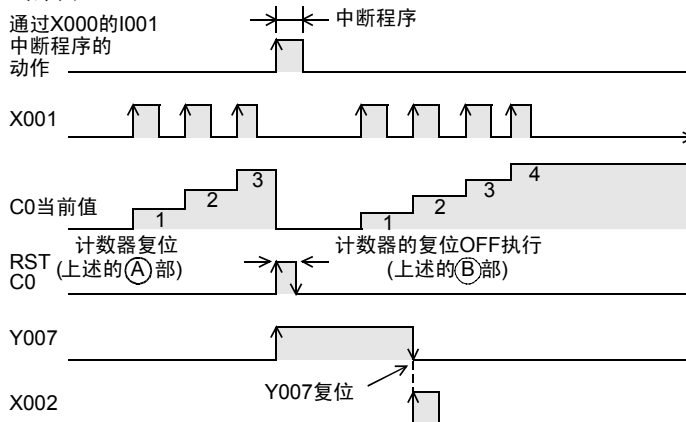 通过X000的I001
中断程序的
动作
中断程序
X001
C0当前值
1
2
3
1
2
3
4
计数器复位
(上述的Ⓐ部)
计数器的复位OFF执行
(上述的Ⓑ部)
RST
C0
Y007
Y007复位
X002